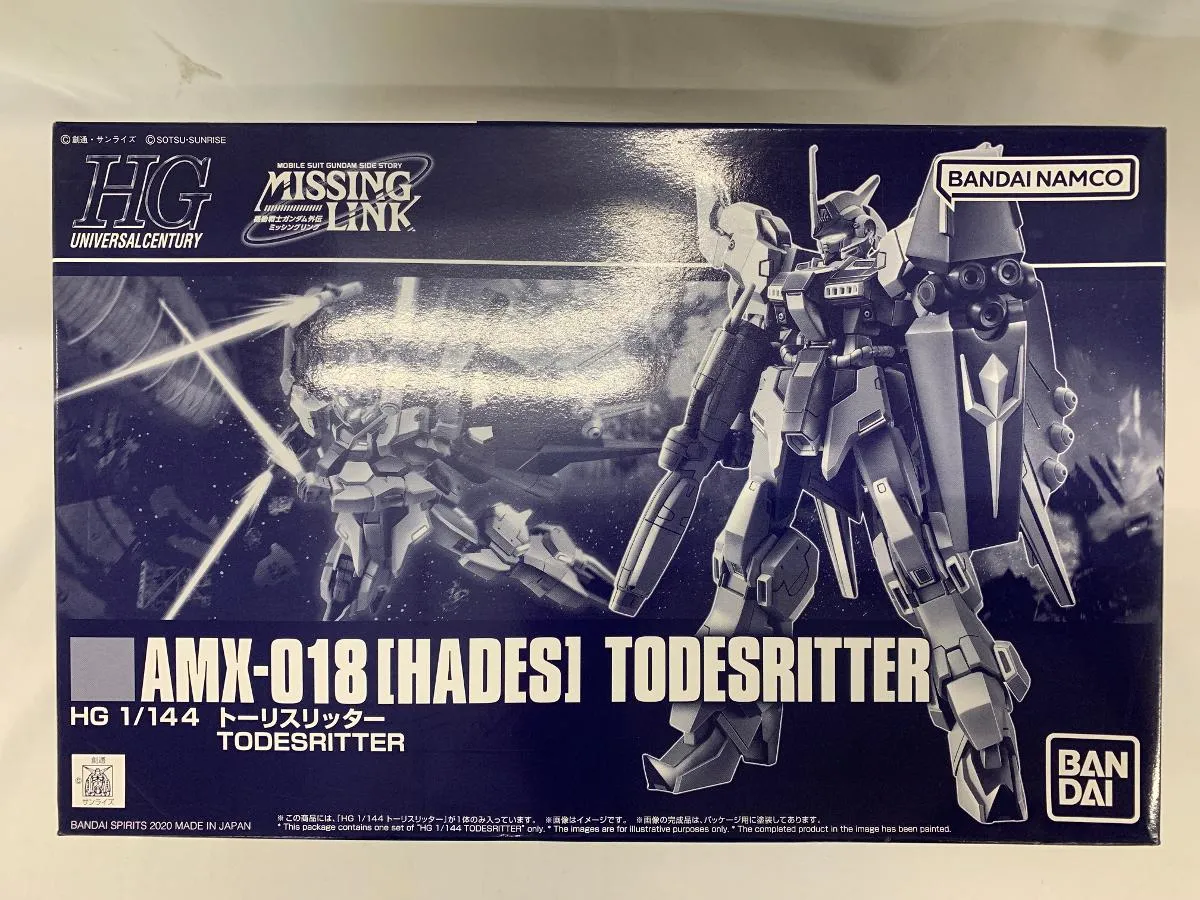 ©創通・サンライズ ©SOTSU・SUNRISE
HG
UNIVERSAL CENTURY
MOBILE SUIT GUNDAM SIDE STORY
MISSING
機動戦士ガンダム外伝
ミッシングリンク
LINK
BANDAI NAMCO
AMX-018[HADES] TODESRITTER
HG 1/144 トーリスリッター
TODESRITTER
創通
©
サンライズ
BAN
DAI
BANDAI SPIRITS 2020 MADE IN JAPAN
※この商品には、「HG 1/144 トーリスリッター」が1体のみ入っています。 ※画像はイメージです。 ※画像の完成品は、パッケージ用に塗装してあります。
* This package contains one set of "HG 1/144 TODESRITTER" only. * The images are for illustrative purposes only. * The completed product in the image has been painted.